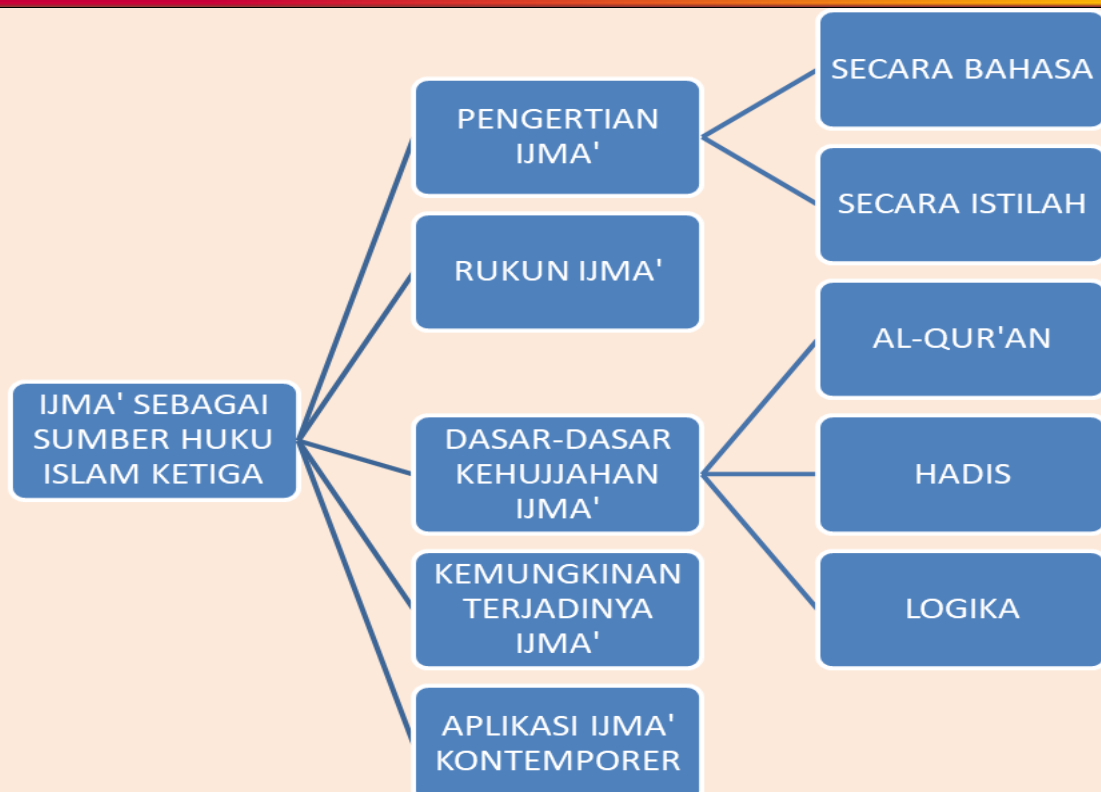 IJMA' SEBAGAI
SUMBER HUKU
ISLAM KETIGA
PENGERTIAN
IJMA'
SECARA BAHASA
SECARA ISTILAH
RUKUN IJMA'
DASAR-DASAR
KEHUJJAHAN
IJMA'
AL-QUR'AN
HADIS
LOGIKA
KEMUNGKINAN
TERJADINYA
IJMA'
APLIKASI IJMA'
KONTEMPORER